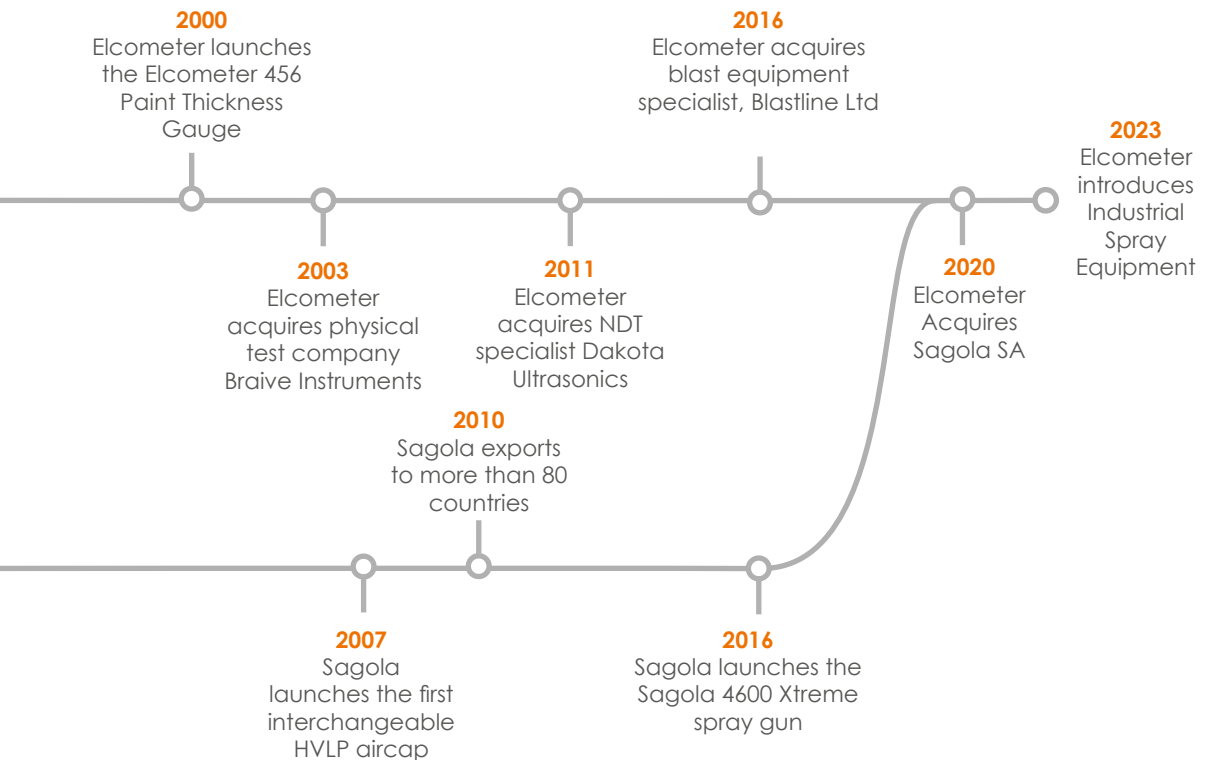 2000
Elcometer launches
the Elcometer 456
Paint Thickness
Gauge
2016
Elcometer acquires
blast equipment
specialist, Blastline Ltd
2023
Elcometer
introduces
Industrial
Spray
Equipment
2003
Elcometer
acquires physical
test company
Braive Instruments
2011
Elcometer
acquires NDT
specialist Dakota
Ultrasonics
2020
Elcometer
Acquires
Sagola SA
2010
Sagola exports
to more than 80
countries
2007
Sagola
launches the first
interchangeable
HVLP aircap
2016
Sagola launches the
Sagola 4600 Xtreme
spray gun